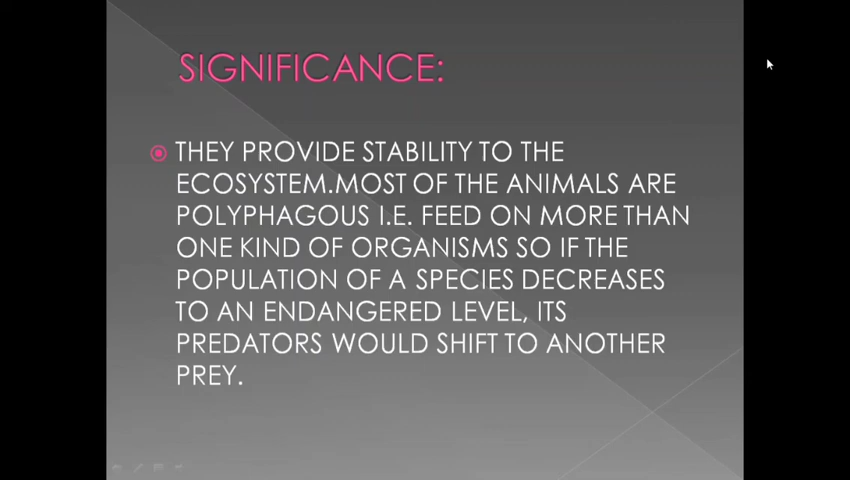 SIGNIFICANCE:
THEY PROVIDE STABILITY TO THE
ECOSYSTEM.MOST OF THE ANIMALS ARE
POLYPHAGOUS I.E. FEED ON MORE THAN
ONE KIND OF ORGANISMS SO IF THE
POPULATION OF A SPECIES DECREASES
TO AN ENDANGERED LEVEL, ITS
PREDATORS WOULD SHIFT TO ANOTHER
PREY.